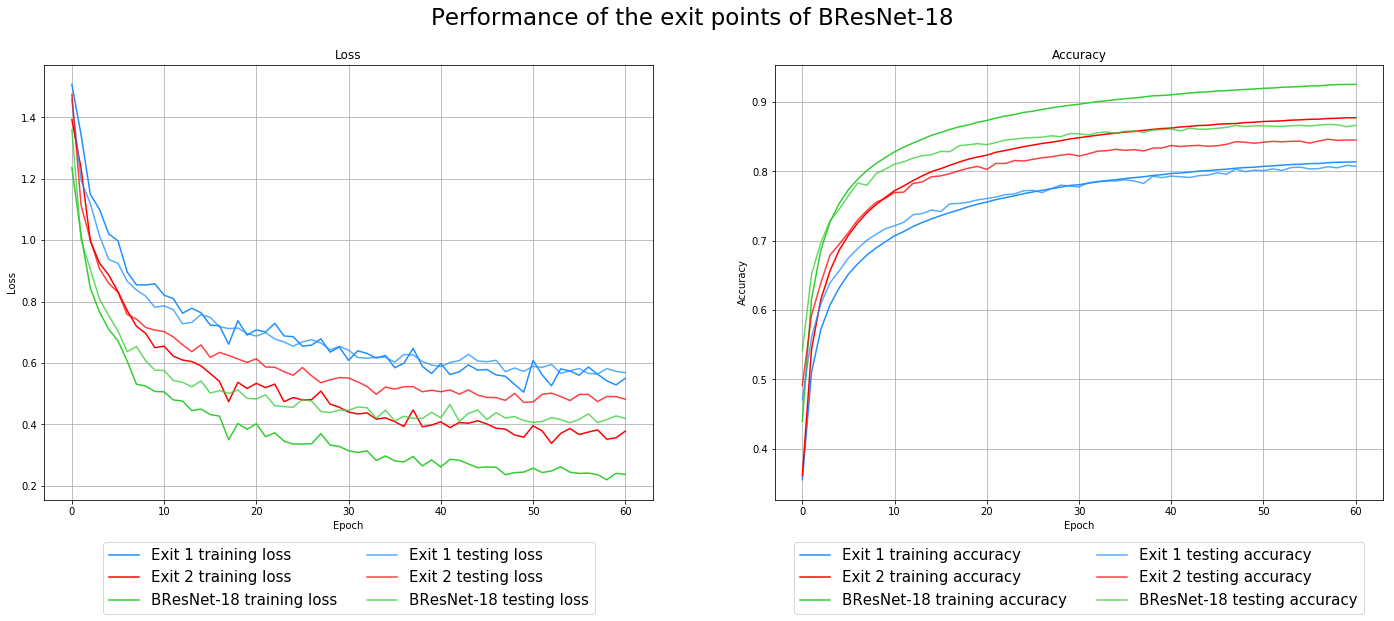 Performance of the exit points of BResNet-18
Loss
1.4
1.2
1.0
0.8
0.6
0.4
0.2
Loss
0 10 20 30 40 50 60
Epoch
Exit 1 training loss Exit 1 testing loss
Exit 2 training loss Exit 2 testing loss
BResNet-18 training loss BResNet-18 testing loss
Accuracy
0.9
0.8
0.7
0.6
0.5
0.4
Accuracy
0 10 20 30 40 50 60
Epoch
Exit 1 training accuracy Exit 1 testing accuracy
Exit 2 training accuracy Exit 2 testing accuracy
BResNet-18 training accuracy BResNet-18 testing accuracy